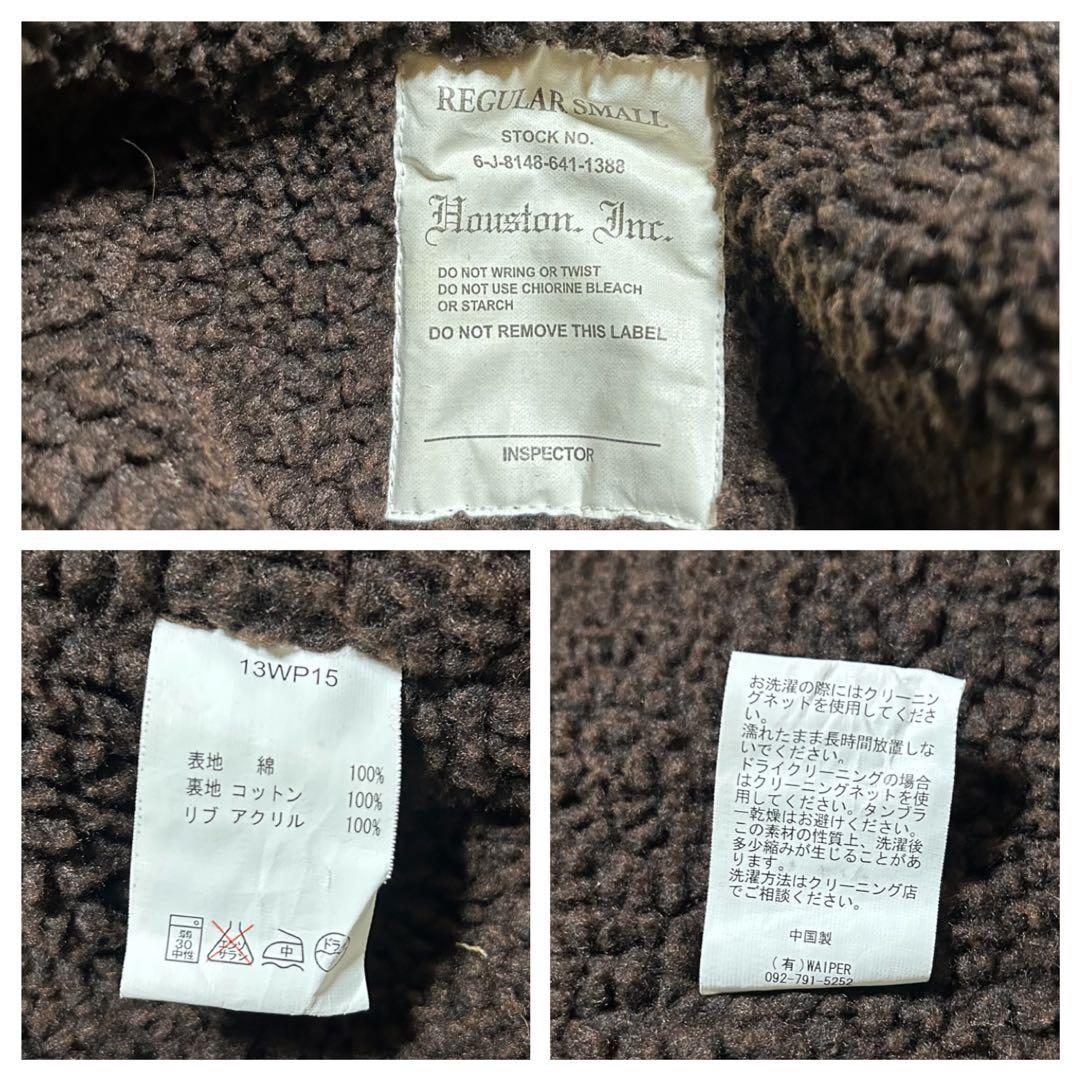 REGULAR SMALL
STOCK NO.
6-J-8148-641-1388
Houston. Inc.
DO NOT WRING OR TWIST
DO NOT USE CHIORINE BLEACH
OR STARCH
DO NOT REMOVE THIS LABEL
INSPECTOR
13WP15
表地 綿 100%
裏地 コットン 100%
リブ アクリル 100%
弱
30
中性
エンソ
サラシ
中
ドライ
お洗濯の際にはクリーニン
グネットを使用してくださ
い。
濡れたまま長時間放置しな
いでください。
ドライクリーニングの場合
はクリーニングネットを使
用してください。タンブラ
ー乾燥はお避けください。
この素材の性質上、洗濯後
多少縮みが生じることがあ
ります。
洗濯方法はクリーニング店
でご相談ください。
中国製
(有)WAIPER
092-791-5252